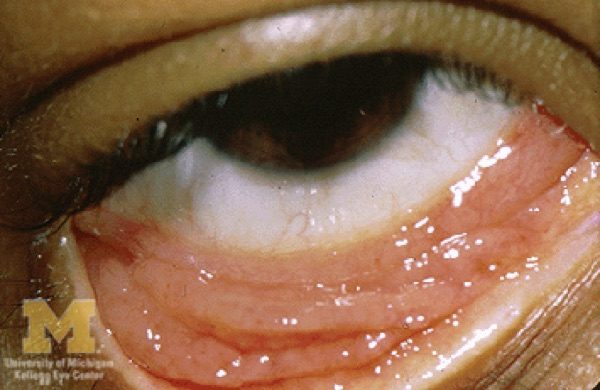 M
University of Michigan
Kellogg Eye Center